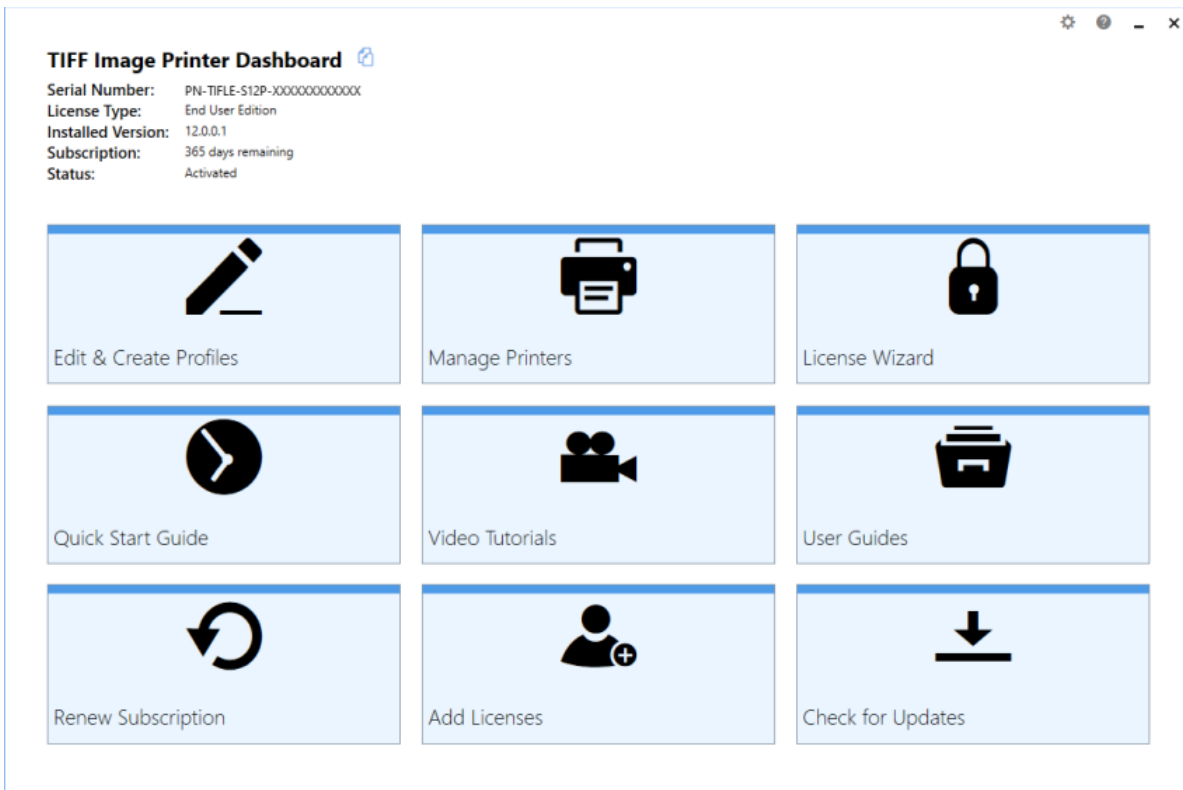 TIFF Image Printer Dashboard
Serial Number: PN-TIFLE-S12P-XXXXXXXXXXXX
License Type: End User Edition
Installed Version: 12.0.0.1
Subscription: 365 days remaining
Status: Activated
Edit & Create Profiles
Manage Printers
License Wizard
Quick Start Guide
Video Tutorials
User Guides
Renew Subscription
Add Licenses
Check for Updates